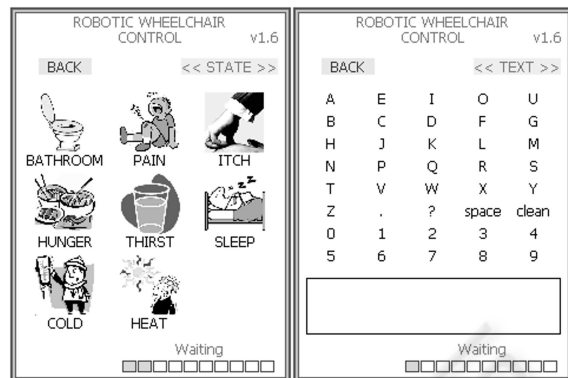 ROBOTIC WHEELCHAIR
CONTROL v1.6
BACK << STATE >>
BATHROOM PAIN ITCH
HUNGER THIRST SLEEP
COLD HEAT
Waiting
ROBOTIC WHEELCHAIR
CONTROL v1.6
BACK << TEXT >>
A E I O U
B C D F G
H J K L M
N P Q R S
T V W X Y
Z . ? space clean
0 1 2 3 4
5 6 7 8 9
Waiting